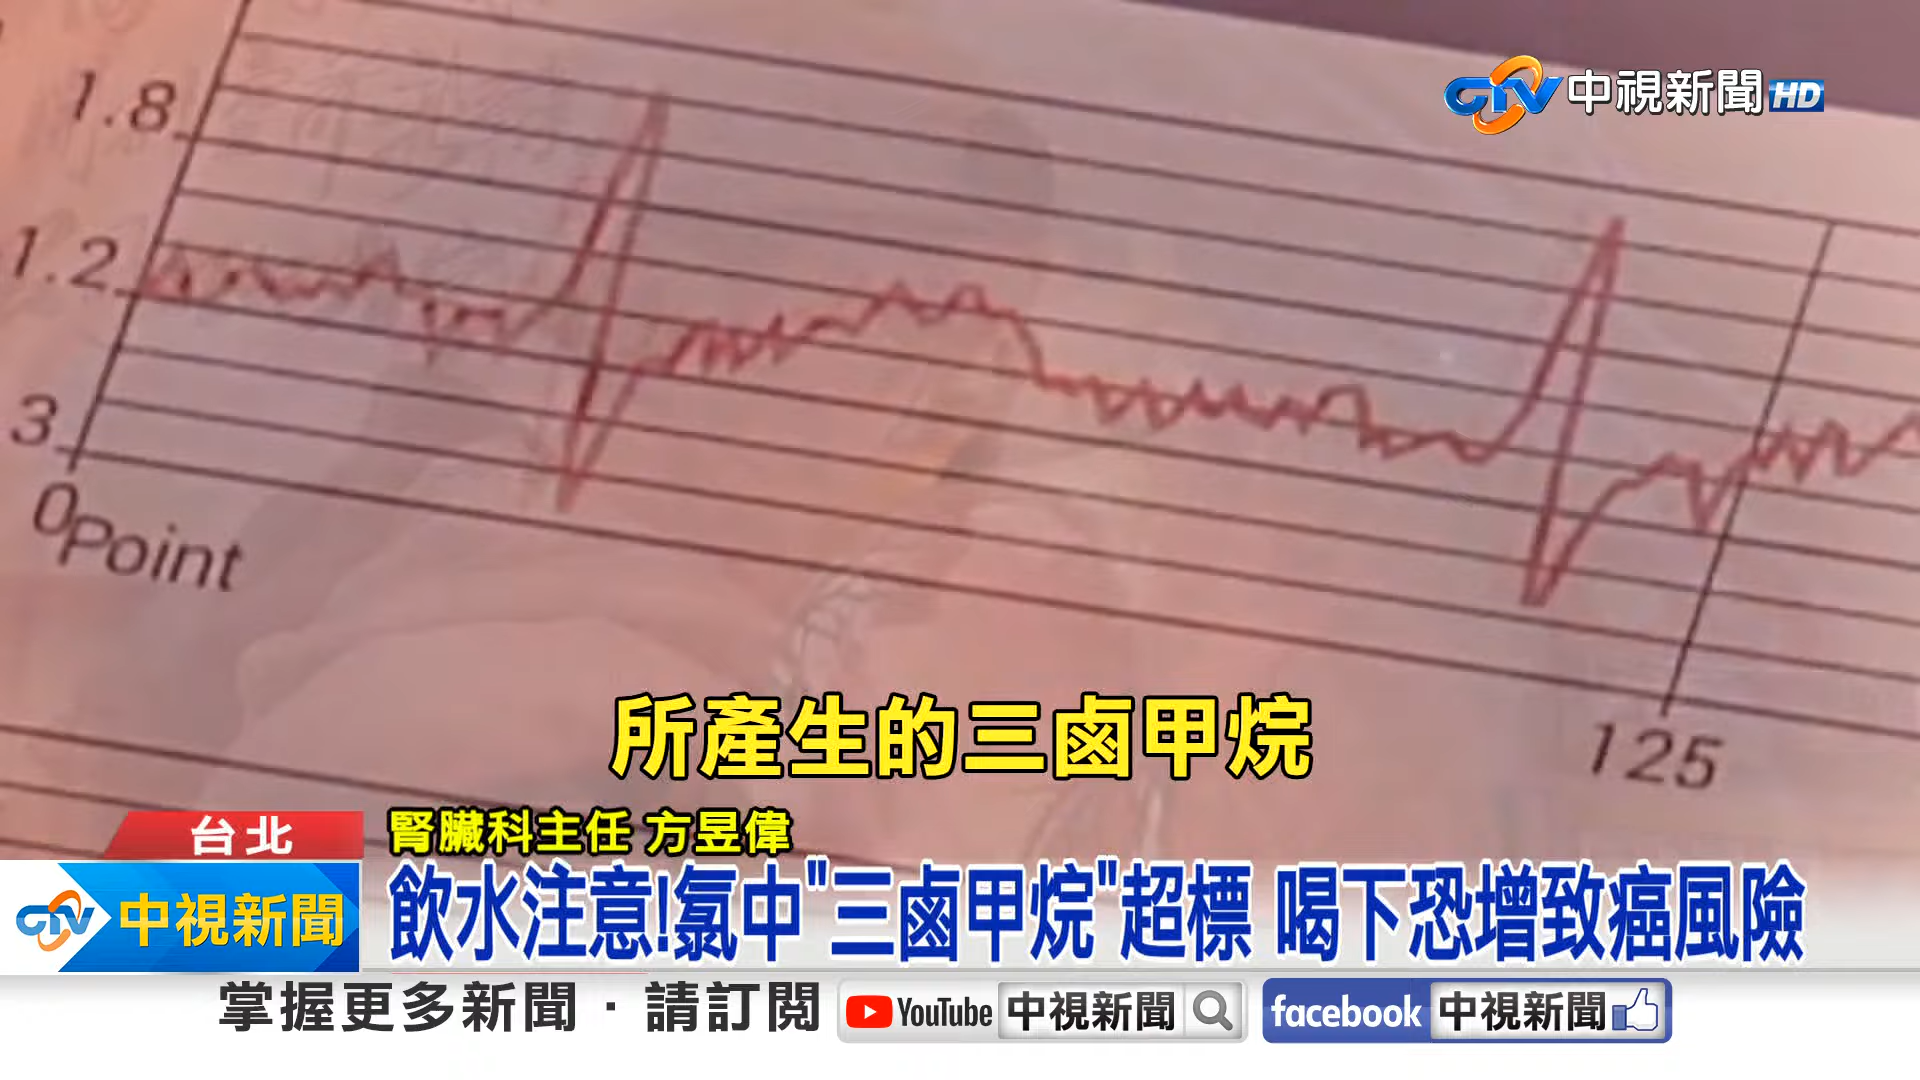 CTV 中視新聞 HD
1.8
1.2
3
0
Point
125
所產生的三鹵甲烷
台北
腎臟科主任 方昱偉
CTV 中視新聞
飲水注意!氯中"三鹵甲烷"超標 喝下恐增致癌風險
掌握更多新聞・請訂閱 YouTube 中視新聞 facebook 中視新聞